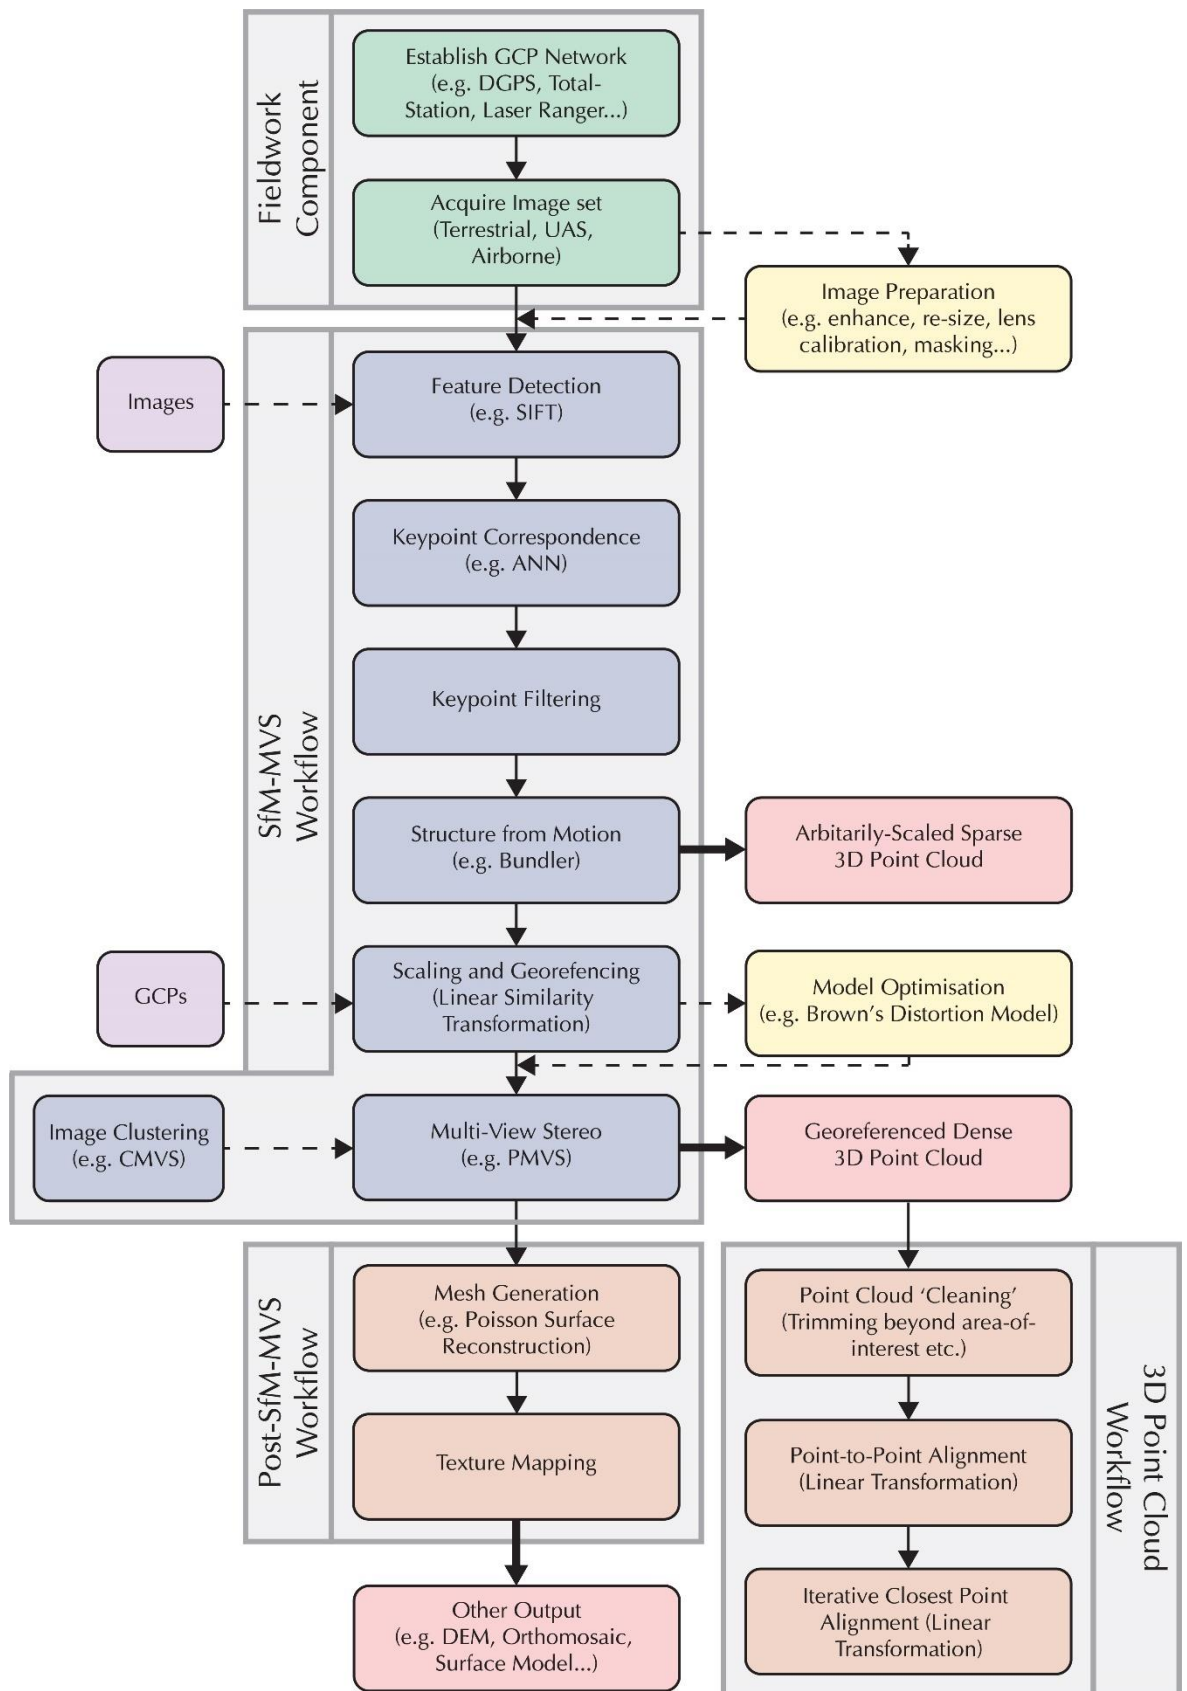 Fieldwork
Component
Establish GCP Network
(e.g. DGPS, Total-
Station, Laser Ranger...)
Acquire Image set
(Terrestrial, UAS,
Airborne)
Image Preparation
(e.g. enhance, re-size, lens
calibration, masking...)
SfM-MVS
Workflow
Images
Feature Detection
(e.g. SIFT)
Keypoint Correspondence
(e.g. ANN)
Keypoint Filtering
Structure from Motion
(e.g. Bundler)
Arbitarily-Scaled Sparse
3D Point Cloud
GCPs
Scaling and Georefencing
(Linear Similarity
Transformation)
Model Optimisation
(e.g. Brown’s Distortion Model)
Image Clustering
(e.g. CMVS)
Multi-View Stereo
(e.g. PMVS)
Georeferenced Dense
3D Point Cloud
Post-SfM-MVS
Workflow
Mesh Generation
(e.g. Poisson Surface
Reconstruction)
Texture Mapping
Other Output
(e.g. DEM, Orthomosaic,
Surface Model...)
3D Point Cloud
Workflow
Point Cloud ‘Cleaning’
(Trimming beyond area-of-
interest etc.)
Point-to-Point Alignment
(Linear Transformation)
Iterative Closest Point
Alignment (Linear
Transformation)